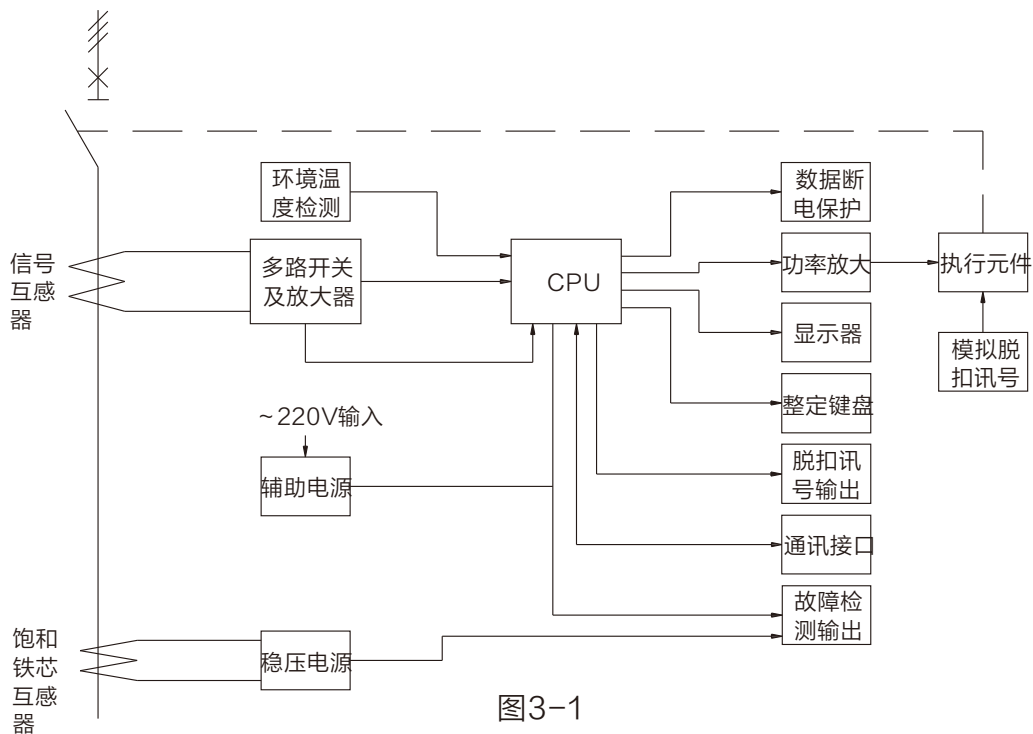 环境温
度检测
数据断
电保护
信号
互感
器
多路开关
及放大器
CPU
功率放大
执行元件
显示器
模拟脱
扣讯号
整定键盘
~220V输入
辅助电源
脱扣讯
号输出
通讯接口
故障检
测输出
饱和
铁芯
互感
器
稳压电源
图3-1